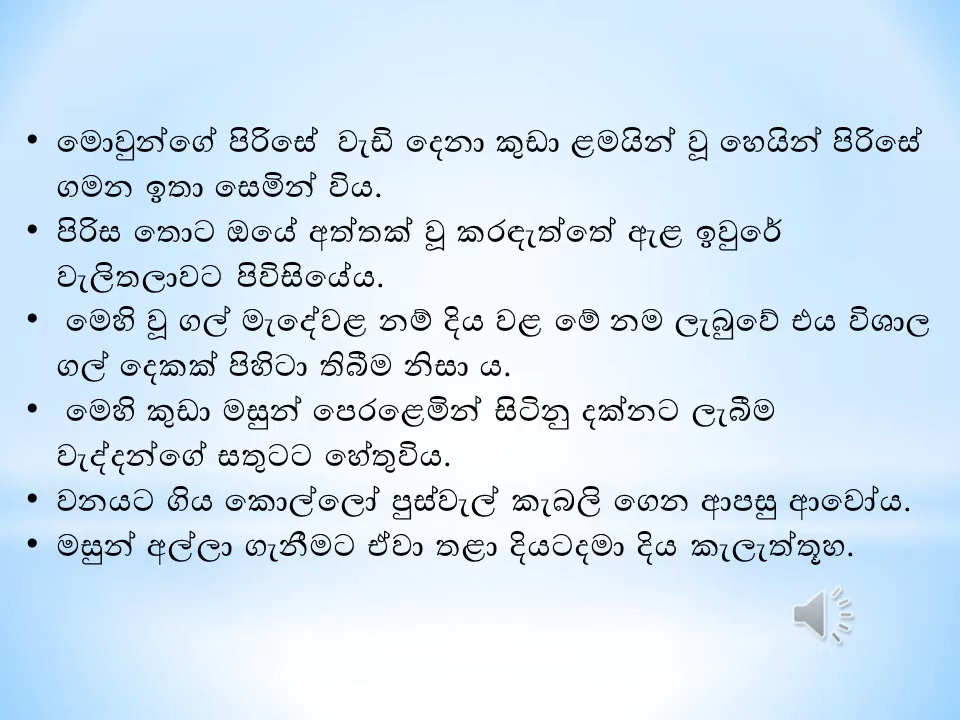 • මොවුන්ගේ පිරිසේ වැඩි දෙනා කුඩා ළමයින් වූ හෙයින් පිරිසේ
ගමන ඉතා සෙමින් විය.
• පිරිස තොට ඔයේ අත්තක් වූ කරඳැත්තේ ඇළ ඉවුරේ
වැලිතලාවට පිවිසියේය.
• මෙහි වූ ගල් මැදේවළ නම් දිය වළ මේ නම ලැබුවේ එය විශාල
ගල් දෙකක් පිහිටා තිබීම නිසා ය.
• මෙහි කුඩා මසුන් පෙරළෙමින් සිටිනු දක්නට ලැබීම
වැද්දන්ගේ සතුටට හේතුවිය.
• වනයට ගිය කොල්ලෝ පුස්වැල් කැබලි ගෙන ආපසු ආවෝය.
• මසුන් අල්ලා ගැනීමට ඒවා තළා දියටදමා දිය කැලැත්තූහ.